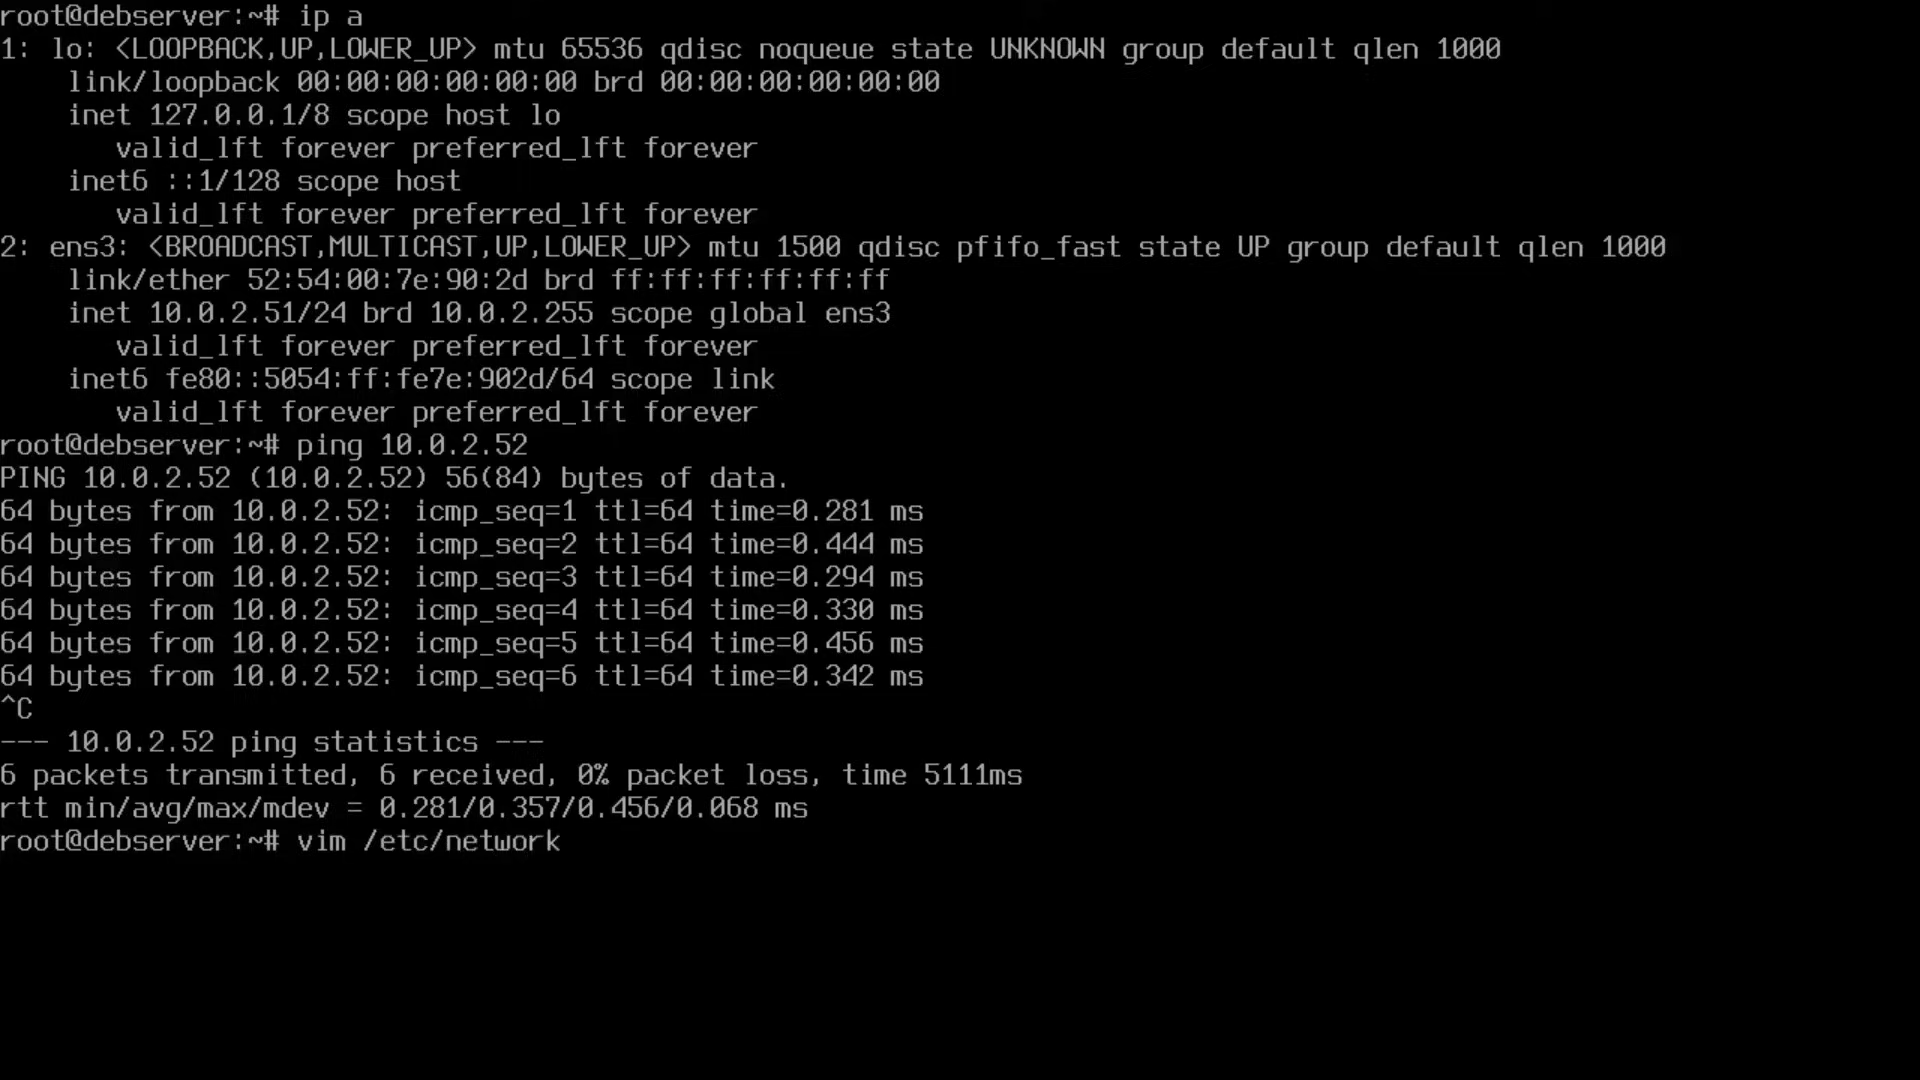 root@debserver:~# ip a
1: lo: <LOOPBACK,UP,LOWER_UP> mtu 65536 qdisc noqueue state UNKNOWN group default qlen 1000
    link/loopback 00:00:00:00:00:00 brd 00:00:00:00:00:00
    inet 127.0.0.1/8 scope host lo
       valid_lft forever preferred_lft forever
    inet6 ::1/128 scope host
       valid_lft forever preferred_lft forever
2: ens3: <BROADCAST,MULTICAST,UP,LOWER_UP> mtu 1500 qdisc pfifo_fast state UP group default qlen 1000
    link/ether 52:54:00:7e:90:2d brd ff:ff:ff:ff:ff:ff
    inet 10.0.2.51/24 brd 10.0.2.255 scope global ens3
       valid_lft forever preferred_lft forever
    inet6 fe80::5054:ff:fe7e:902d/64 scope link
       valid_lft forever preferred_lft forever
root@debserver:~# ping 10.0.2.52
PING 10.0.2.52 (10.0.2.52) 56(84) bytes of data.
64 bytes from 10.0.2.52: icmp_seq=1 ttl=64 time=0.281 ms
64 bytes from 10.0.2.52: icmp_seq=2 ttl=64 time=0.444 ms
64 bytes from 10.0.2.52: icmp_seq=3 ttl=64 time=0.294 ms
64 bytes from 10.0.2.52: icmp_seq=4 ttl=64 time=0.330 ms
64 bytes from 10.0.2.52: icmp_seq=5 ttl=64 time=0.456 ms
64 bytes from 10.0.2.52: icmp_seq=6 ttl=64 time=0.342 ms
^C
--- 10.0.2.52 ping statistics ---
6 packets transmitted, 6 received, 0% packet loss, time 5111ms
rtt min/avg/max/mdev = 0.281/0.357/0.456/0.068 ms
root@debserver:~# vim /etc/network